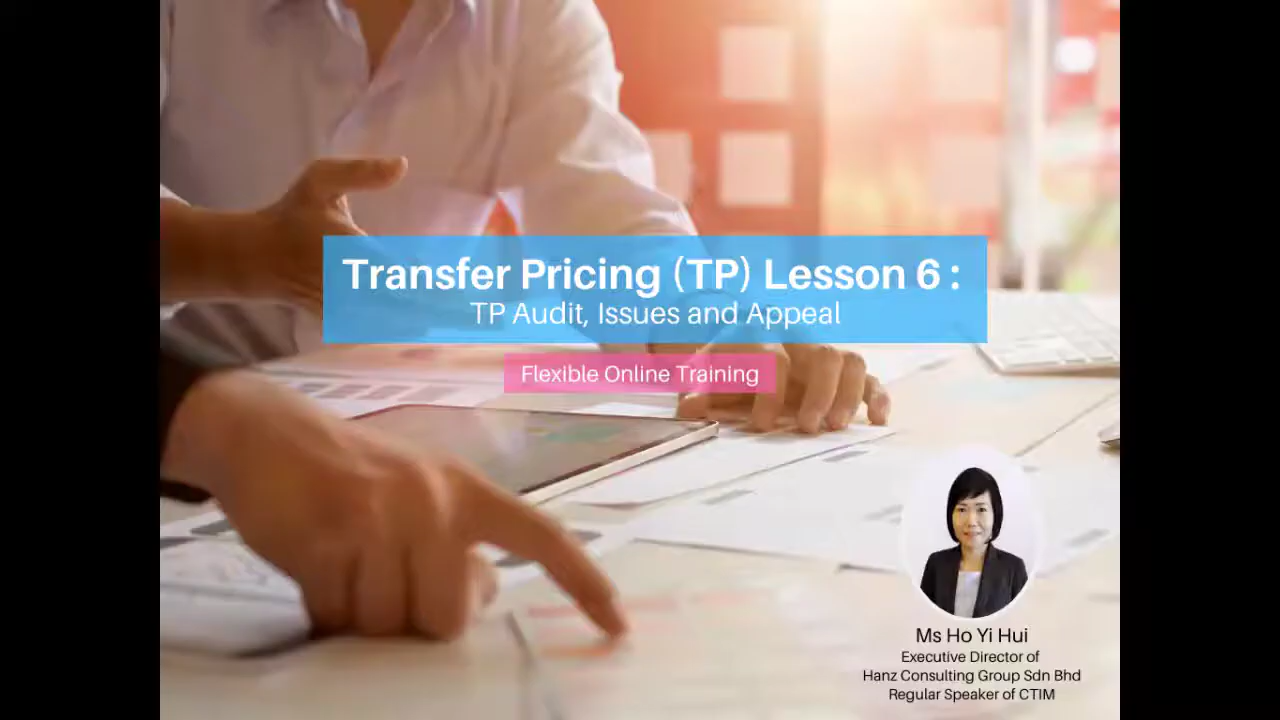 Transfer Pricing (TP) Lesson 6 :
TP Audit, Issues and Appeal
Flexible Online Training
Ms Ho Yi Hui
Executive Director of
Hanz Consulting Group Sdn Bhd
Regular Speaker of CTIM